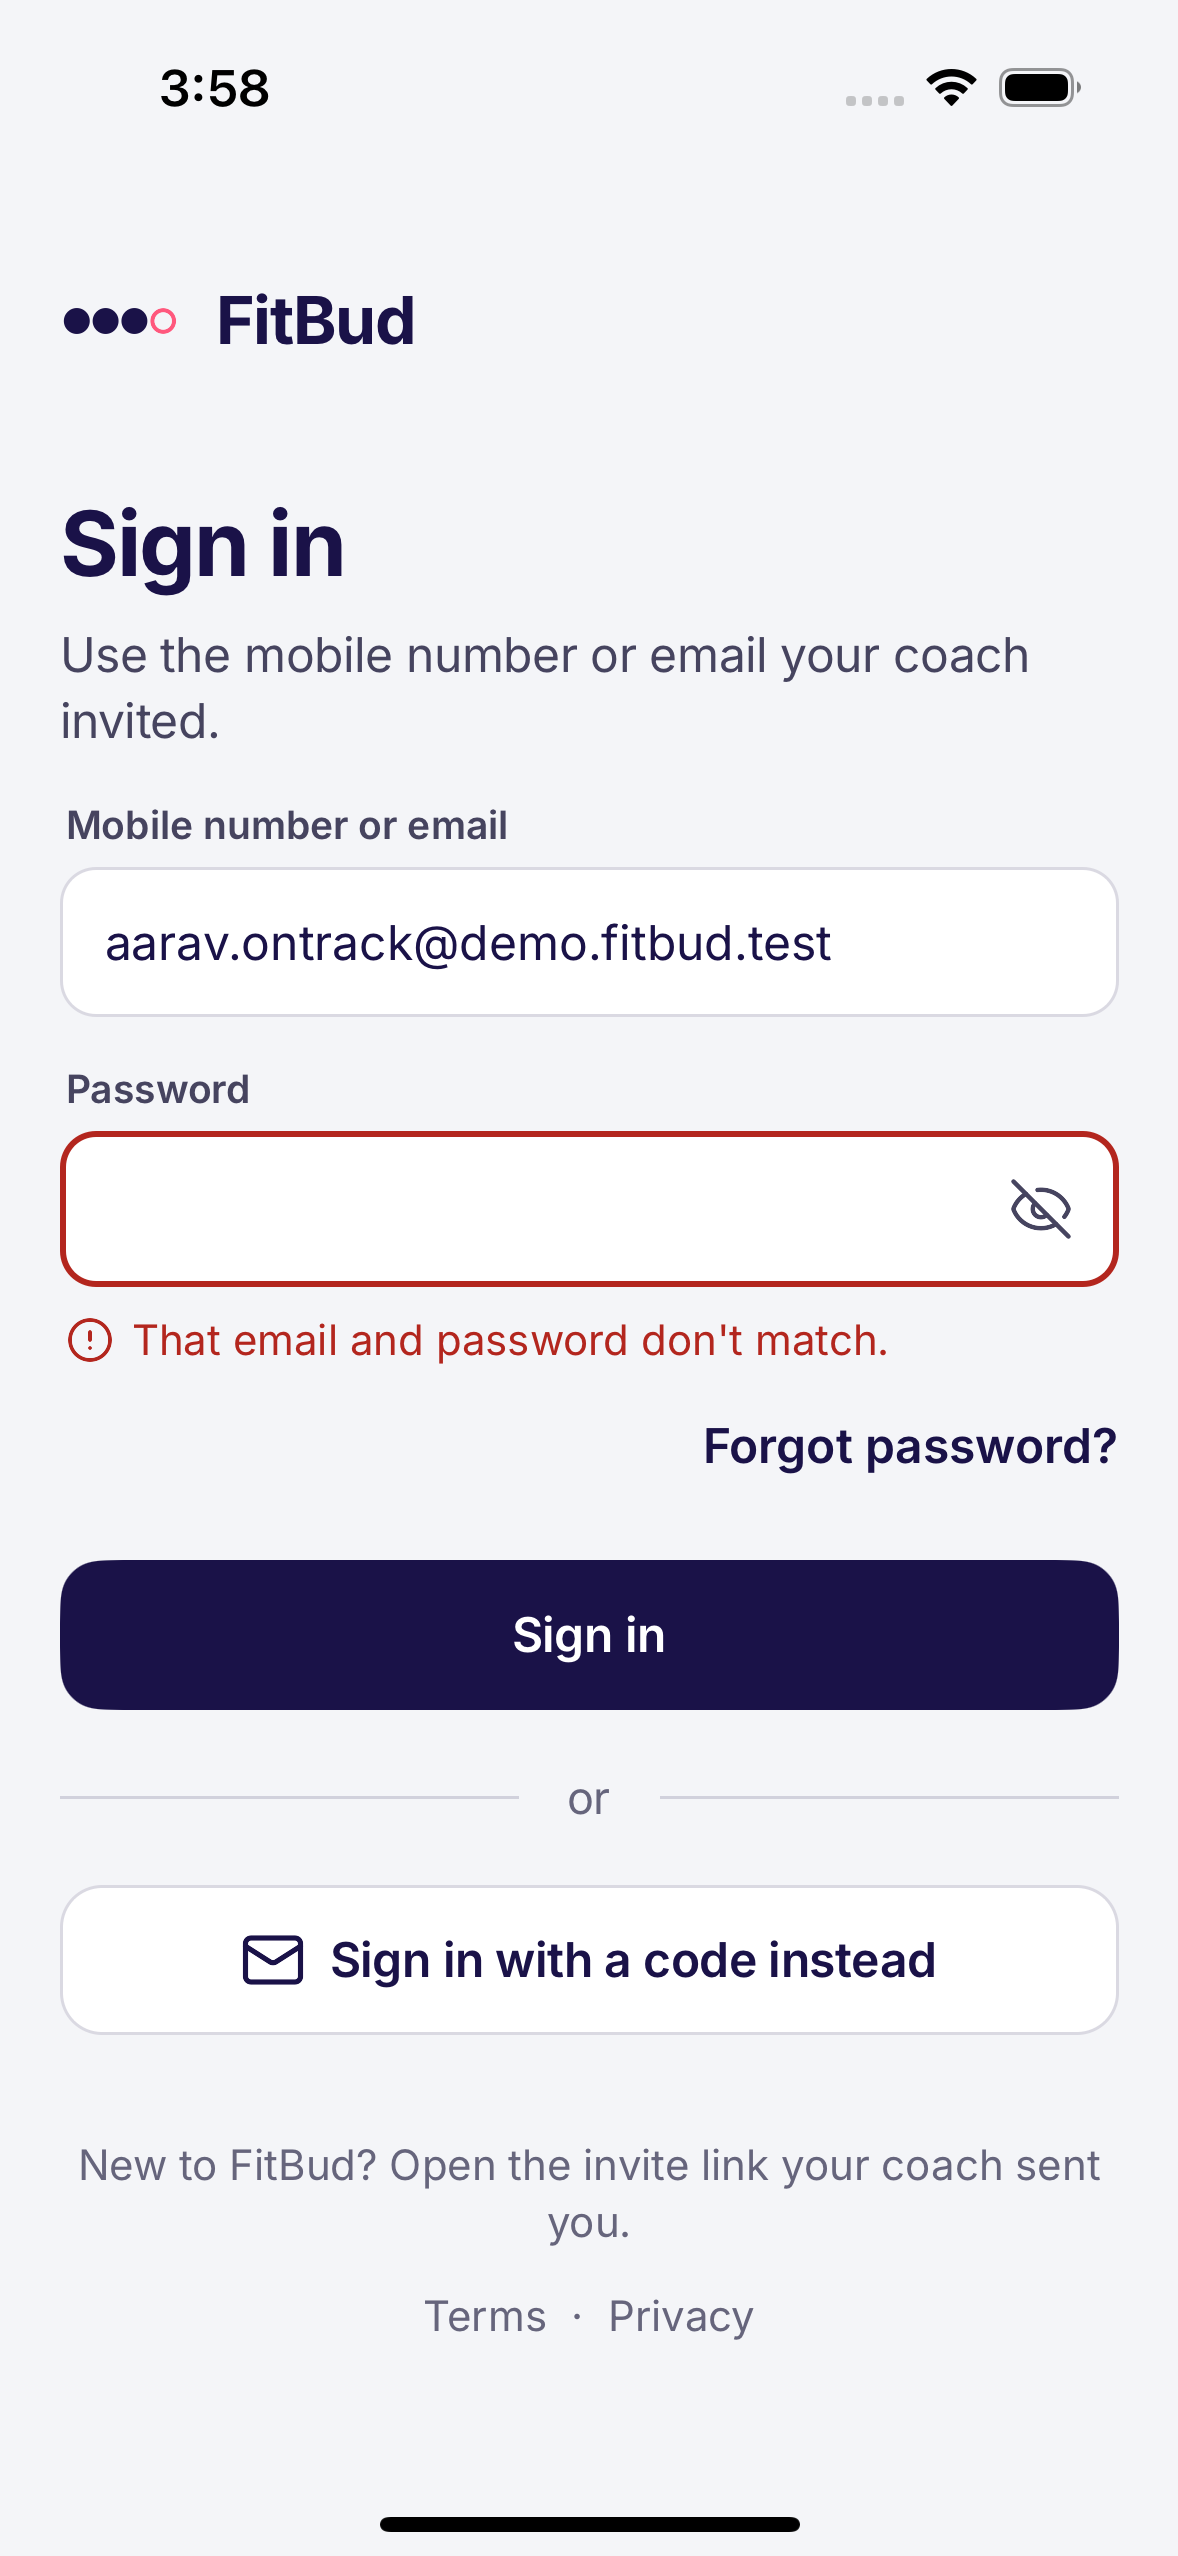 3:58
FitBud
Sign in
Use the mobile number or email your coach
invited.
Mobile number or email
aarav.ontrack@demo.fitbud.test
Password
That email and password don't match.
Forgot password?
Sign in
or
Sign in with a code instead
New to FitBud? Open the invite link your coach sent
you.
Terms · Privacy